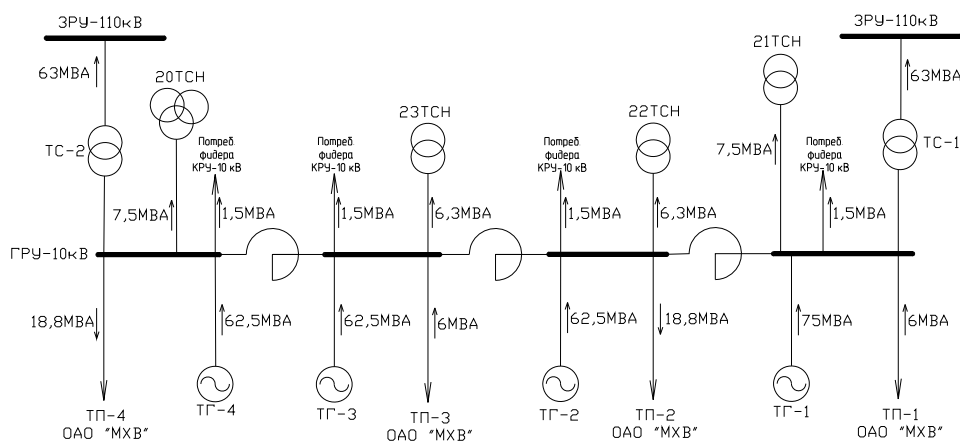 ЗРУ-110кВ
ЗРУ-110кВ
63МВА
20ТСН
23ТСН
22ТСН
21ТСН
63МВА
ТС-2
ТС-1
Потреб.
фидера
КРУ-10 кВ
Потреб.
фидера
КРУ-10 кВ
Потреб.
фидера
КРУ-10 кВ
Потреб.
фидера
КРУ-10 кВ
7,5МВА
7,5МВА
1,5МВА
1,5МВА
6,3МВА
1,5МВА
6,3МВА
1,5МВА
ГРУ-10кВ
18,8МВА
62,5МВА
62,5МВА
6МВА
62,5МВА
18,8МВА
75МВА
6МВА
ТП-4
ОАО "МХВ"
ТГ-4
ТГ-3
ТП-3
ОАО "МХВ"
ТГ-2
ТП-2
ОАО "МХВ"
ТГ-1
ТП-1
ОАО "МХВ"